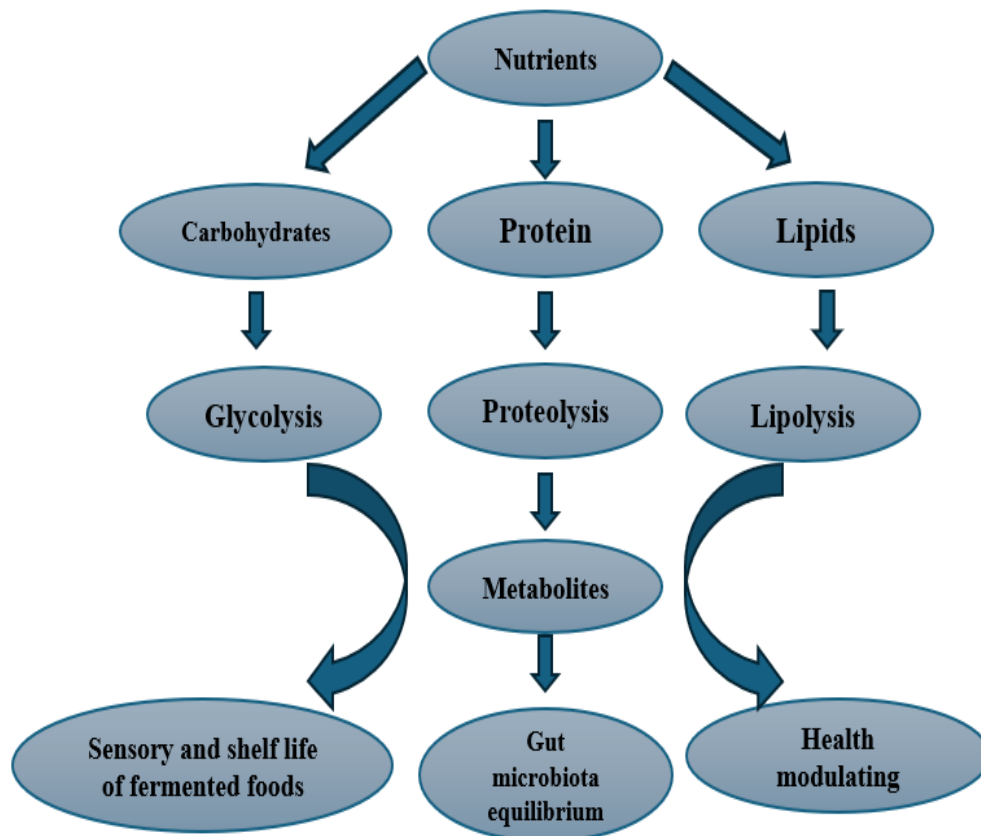 Nutrients
Carbohydrates
Protein
Lipids
Glycolysis
Proteolysis
Lipolysis
Metabolites
Sensory and shelf life
of fermented foods
Gut
microbiota
equilibrium
Health
modulating